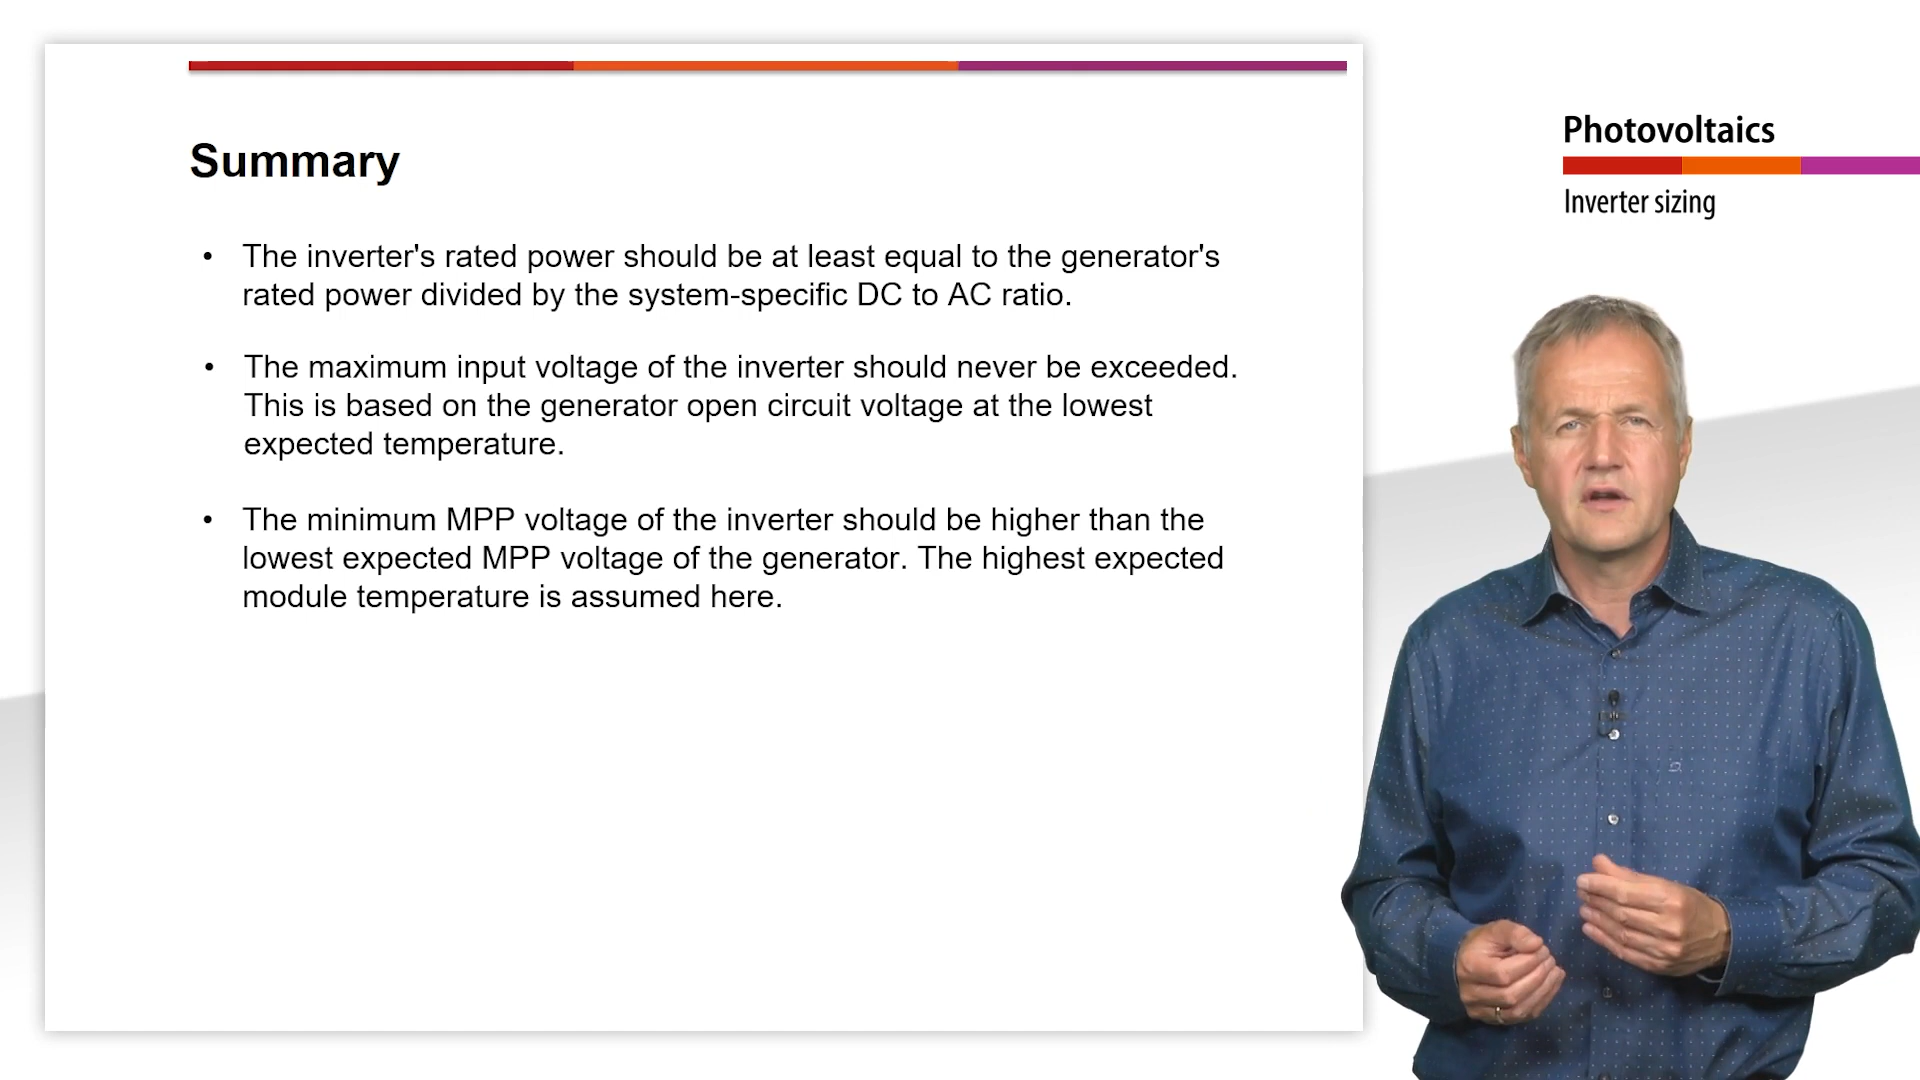 Summary
• The inverter's rated power should be at least equal to the generator's
rated power divided by the system-specific DC to AC ratio.
• The maximum input voltage of the inverter should never be exceeded.
This is based on the generator open circuit voltage at the lowest
expected temperature.
• The minimum MPP voltage of the inverter should be higher than the
lowest expected MPP voltage of the generator. The highest expected
module temperature is assumed here.
Photovoltaics
Inverter sizing